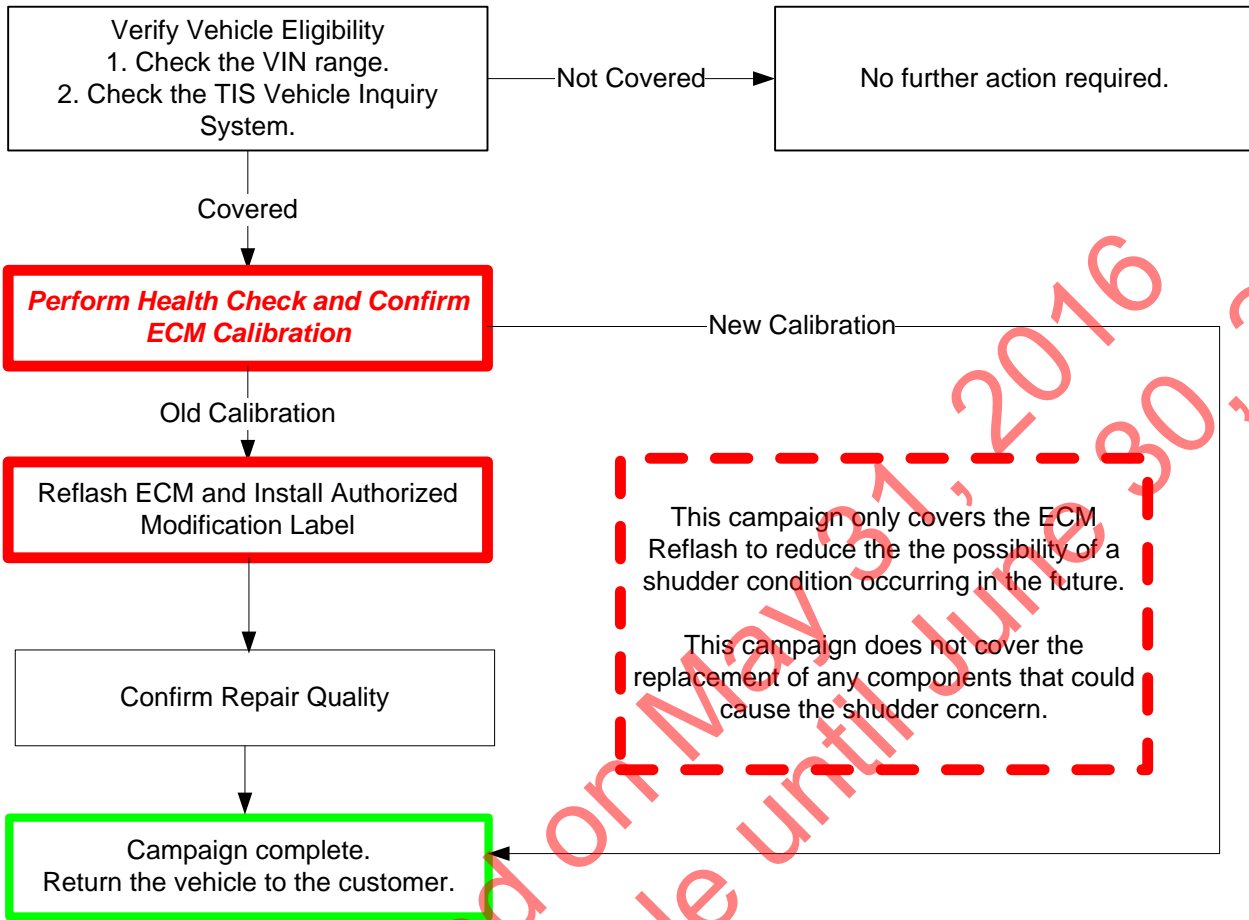 Verify Vehicle Eligibility
1. Check the VIN range.
2. Check the TIS Vehicle Inquiry
System.
Not Covered
No further action required.
Covered
Perform Health Check and Confirm
ECM Calibration
New Calibration
Old Calibration
Reflash ECM and Install Authorized
Modification Label
This campaign only covers the ECM
Reflash to reduce the the possibility of a
shudder condition occurring in the future.
This campaign does not cover the
replacement of any components that could
cause the shudder concern.
Confirm Repair Quality
Campaign complete.
Return the vehicle to the customer.
on May 31, 2016
until June 30,